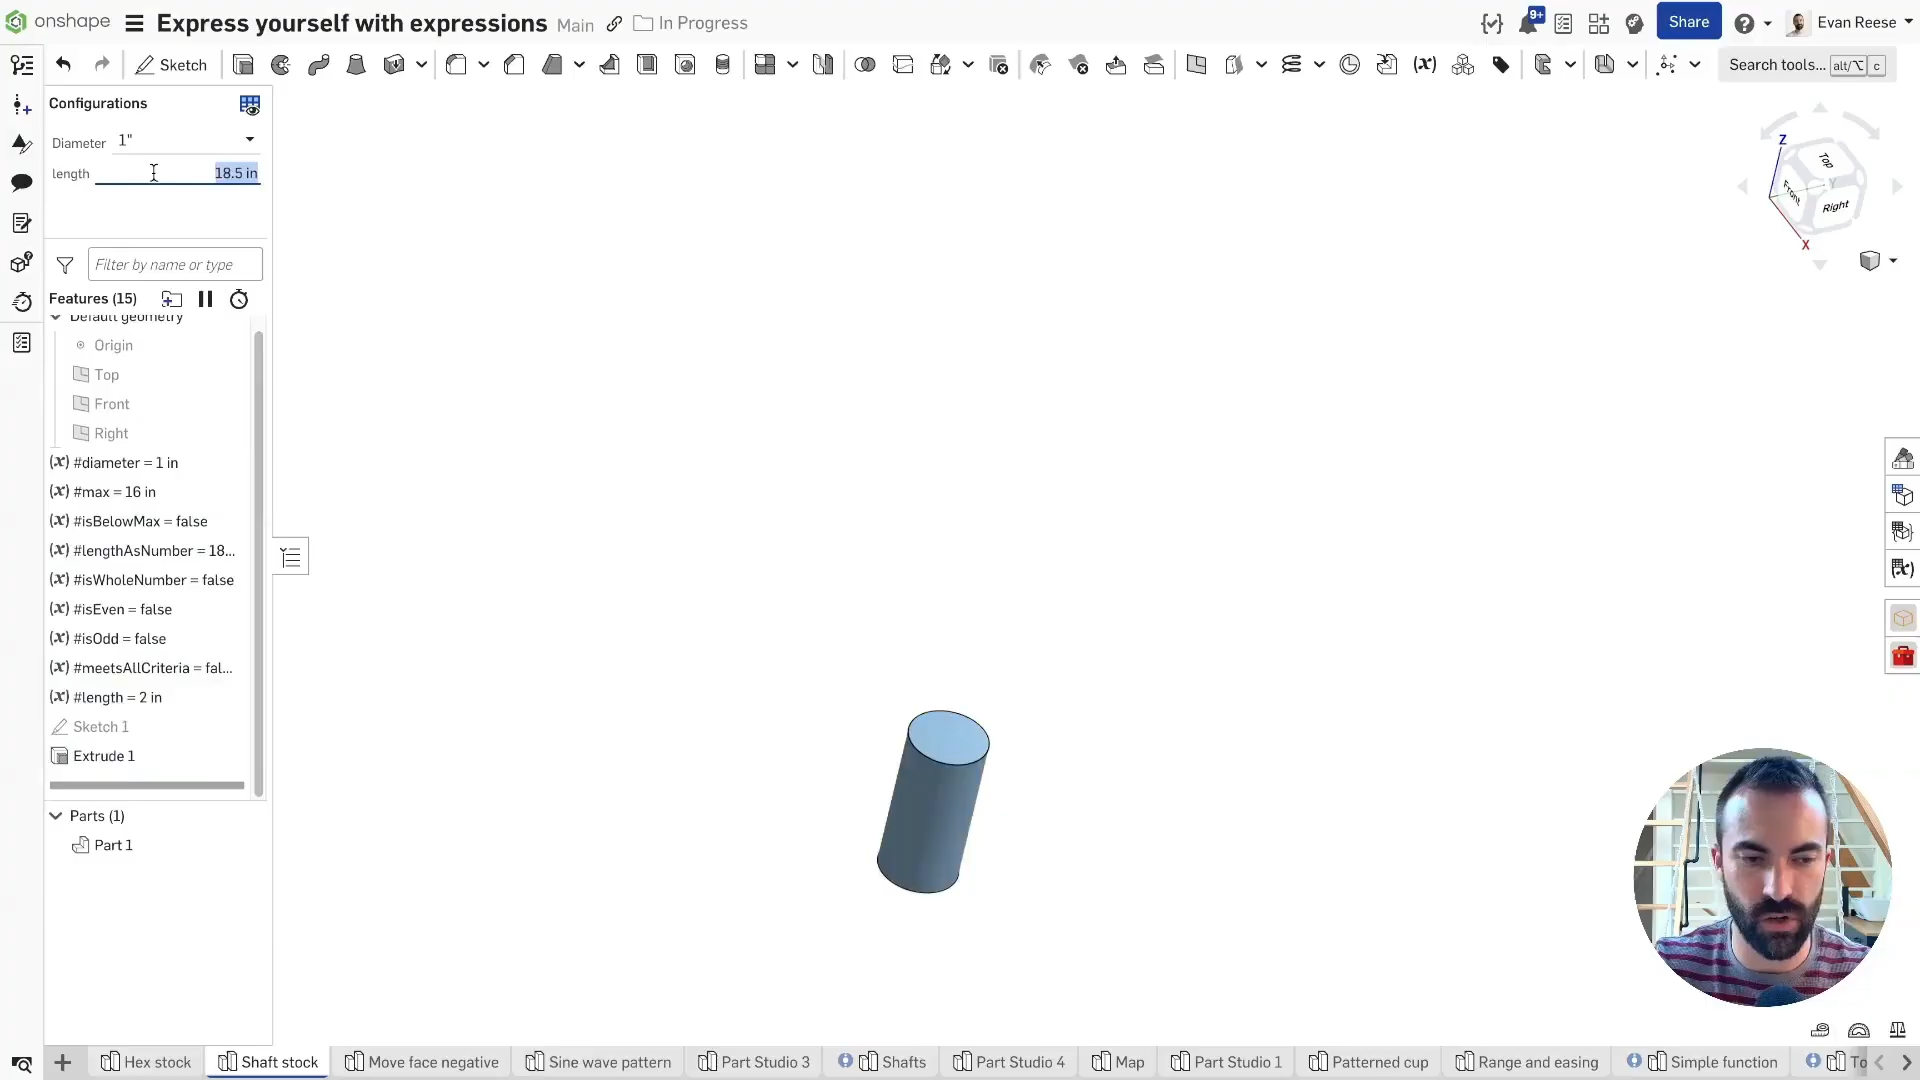 onshape
Express yourself with expressions
Main
In Progress
9+
Share
Evan Reese
Sketch
Search tools... alt/⌥ c
Configurations
Diameter 1"
length 18.5 in
Filter by name or type
Features (15)
Default geometry
Origin
Top
Front
Right
(x) #diameter = 1 in
(x) #max = 16 in
(x) #isBelowMax = false
(x) #lengthAsNumber = 18...
(x) #isWholeNumber = false
(x) #isEven = false
(x) #isOdd = false
(x) #meetsAllCriteria = fal...
(x) #length = 2 in
Sketch 1
Extrude 1
Parts (1)
Part 1
Z
Top
Front
Y
Right
X
Hex stock
Shaft stock
Move face negative
Sine wave pattern
Part Studio 3
Shafts
Part Studio 4
Map
Part Studio 1
Patterned cup
Range and easing
Simple function
To